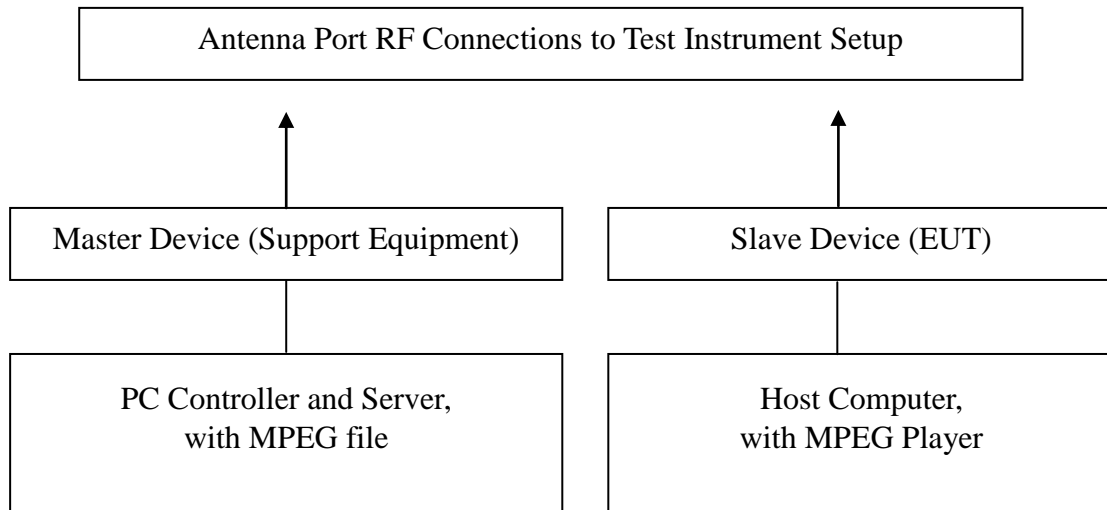 Antenna Port RF Connections to Test Instrument Setup
Master Device (Support Equipment)
Slave Device (EUT)
PC Controller and Server,
with MPEG file
Host Computer,
with MPEG Player